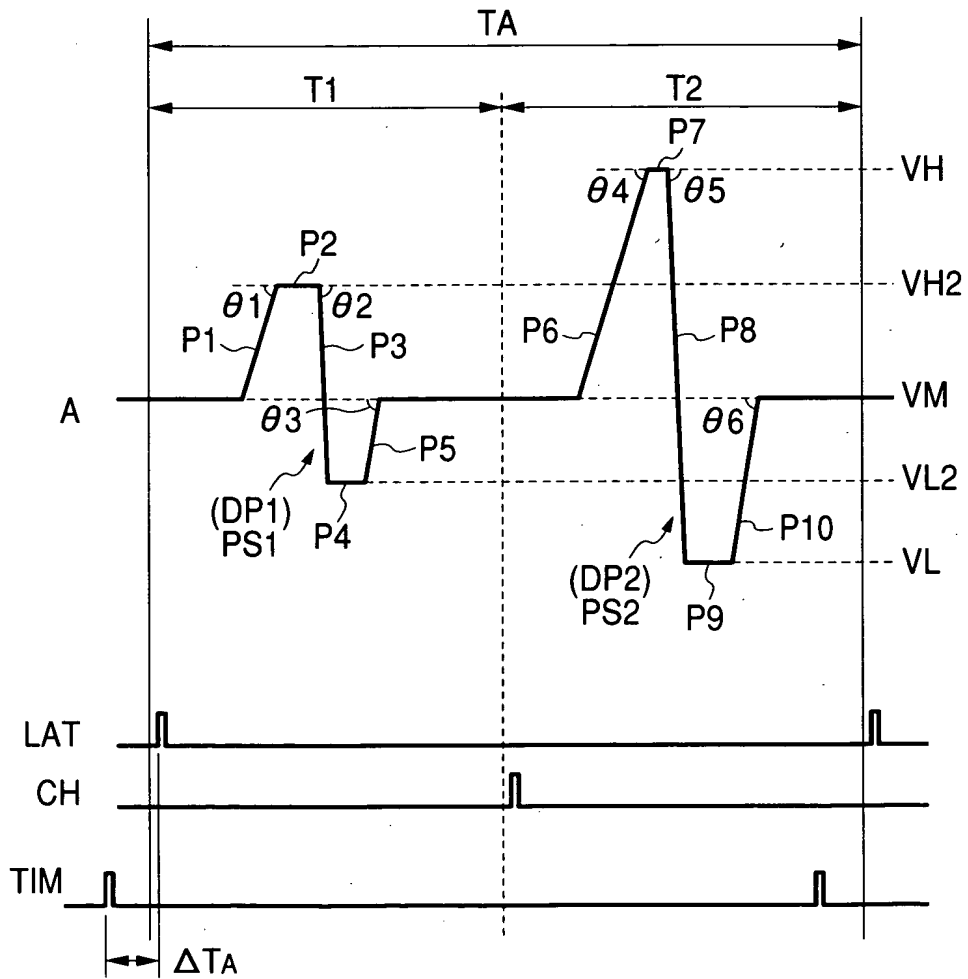 TA
T1 T2
P7
θ4 θ5 VH
P2
θ1 θ2 VH2
P1 P3 P6 P8
A θ3 θ6 VM
P5
(DP1)
PS1 P4 VL2
P10
(DP2)
PS2 P9 VL
LAT
CH
TIM
ΔTA